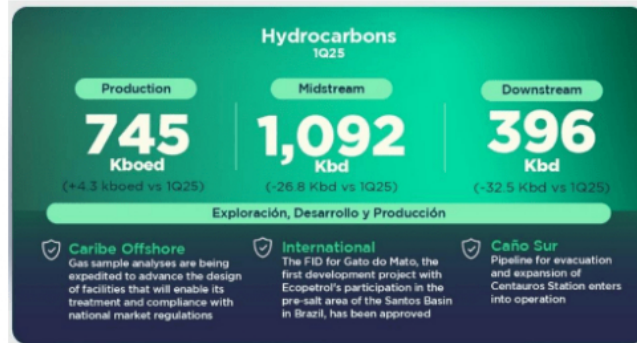 Hydrocarbons
1Q25
Production
745
Kboed
(+4.3 kboed vs 1Q25)
Midstream
1,092
Kbd
(-26.8 Kbd vs 1Q25)
Downstream
396
Kbd
(-32.5 Kbd vs 1Q25)
Exploración, Desarrollo y Producción
Caribe Offshore
Gas sample analyses are being
expedited to advance the design
of facilities that will enable its
treatment and compliance with
national market regulations
International
The FID for Gato do Mato, the
first development project with
Ecopetrol's participation in the
pre-salt area of the Santos Basin
in Brazil, has been approved
Caño Sur
Pipeline for evacuation
and expansion of
Centauros Station enters
into operation